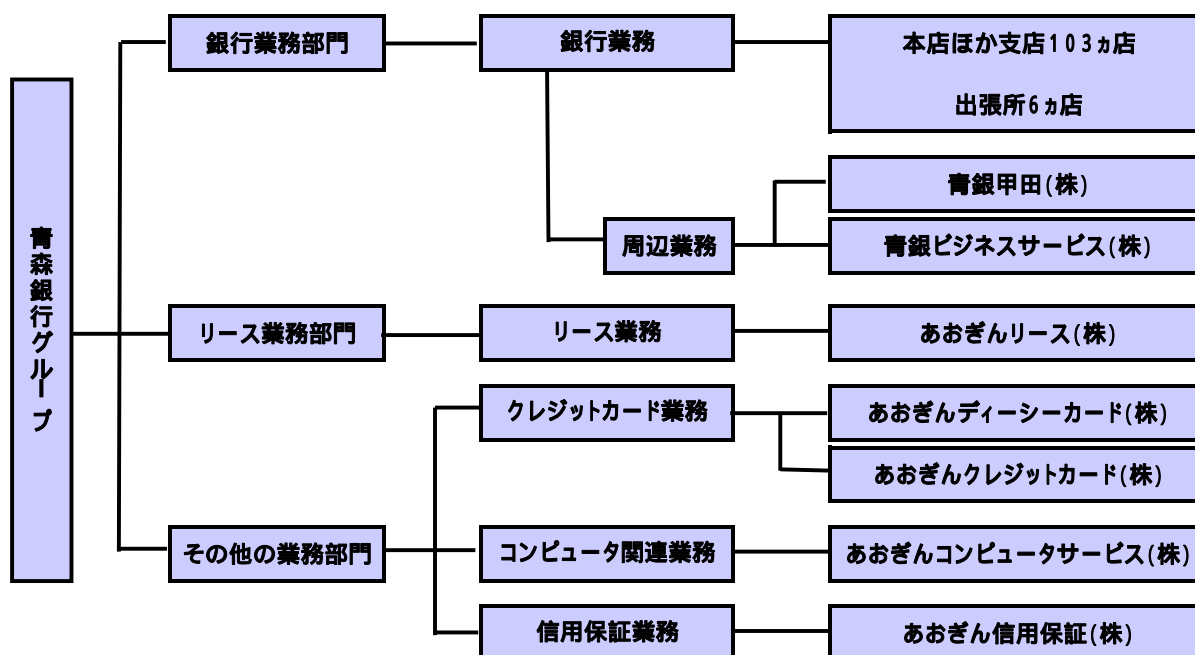 青森銀行グループ
銀行業務部門
銀行業務
本店ほか支店103ヵ店
出張所6ヵ店
周辺業務
青銀甲田(株)
青銀ビジネスサービス(株)
リース業務部門
リース業務
あおぎんリース(株)
その他の業務部門
クレジットカード業務
あおぎんディーシーカード(株)
あおぎんクレジットカード(株)
コンピュータ関連業務
あおぎんコンピュータサービス(株)
信用保証業務
あおぎん信用保証(株)